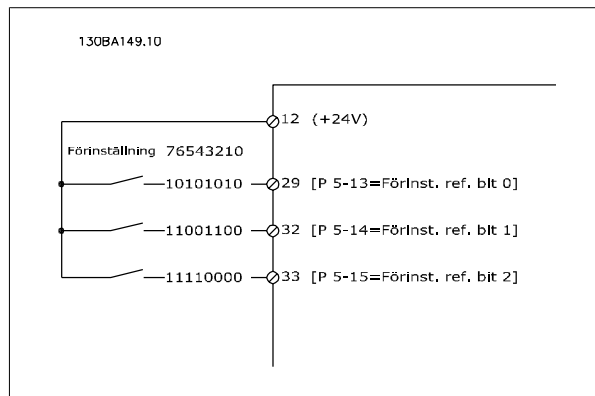 130BA149.10
12 (+24V)
Förinställning 76543210
10101010 29 [P 5-13=Förinst. ref. bit 0]
11001100 32 [P 5-14=Förinst. ref. bit 1]
11110000 33 [P 5-15=Förinst. ref. bit 2]